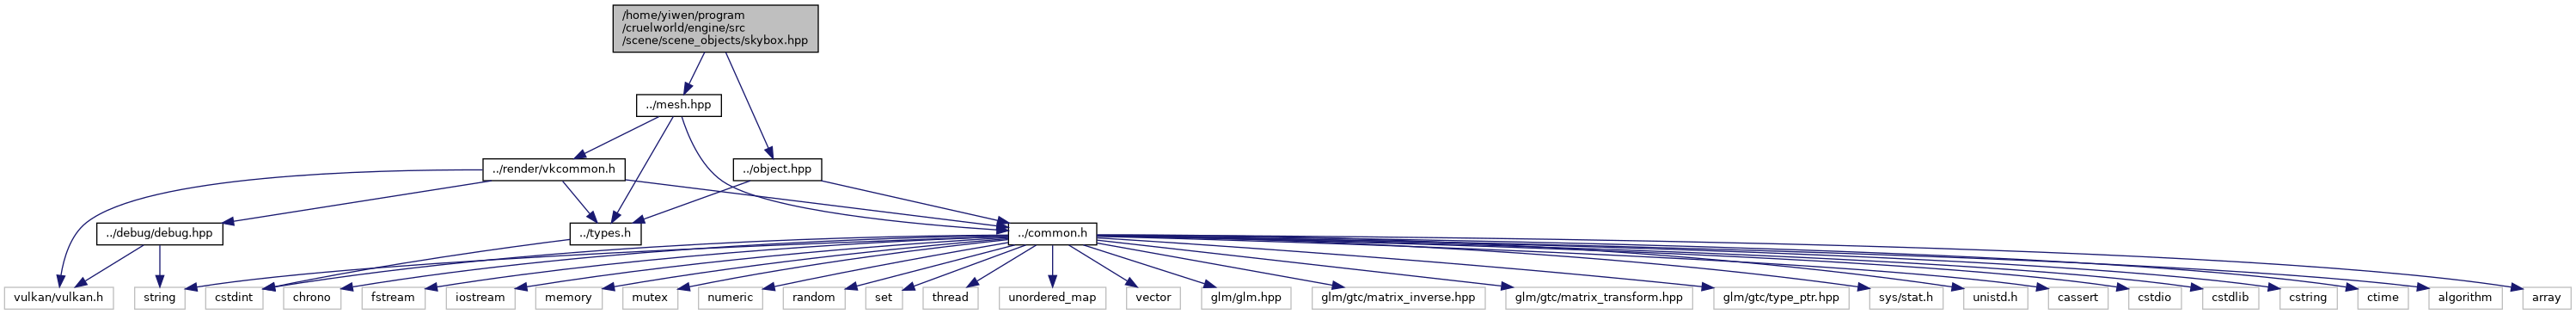 /home/yiwen/program
/cruelworld/engine/src
/scene/scene_objects/skybox.hpp
../mesh.hpp
../render/vkcommon.h
../object.hpp
../debug/debug.hpp
../types.h
../common.h
vulkan/vulkan.h
string
cstdint
chrono
fstream
iostream
memory
mutex
numeric
random
set
thread
unordered_map
vector
glm/glm.hpp
glm/gtc/matrix_inverse.hpp
glm/gtc/matrix_transform.hpp
glm/gtc/type_ptr.hpp
sys/stat.h
unistd.h
cassert
cstdio
cstdlib
cstring
ctime
algorithm
array